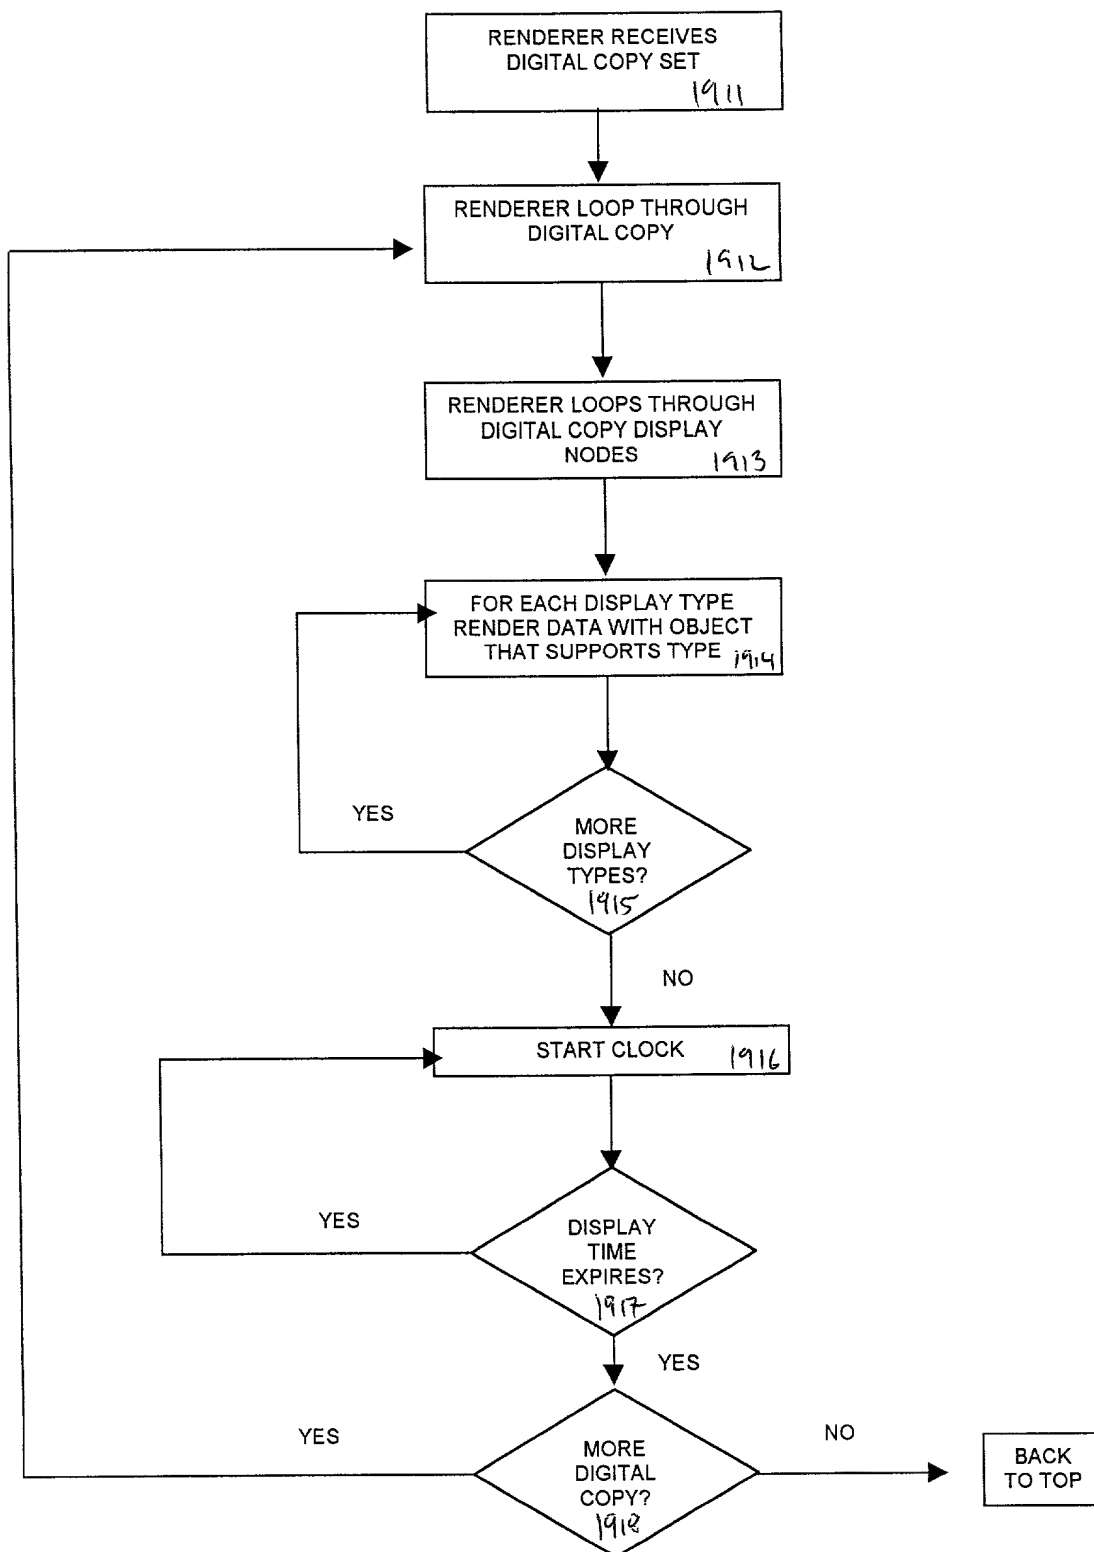 RENDERER RECEIVES
DIGITAL COPY SET
1911
RENDERER LOOP THROUGH
DIGITAL COPY
1912
RENDERER LOOPS THROUGH
DIGITAL COPY DISPLAY
NODES
1913
FOR EACH DISPLAY TYPE
RENDER DATA WITH OBJECT
THAT SUPPORTS TYPE
1914
YES
MORE
DISPLAY
TYPES?
1915
NO
START CLOCK
1916
YES
DISPLAY
TIME
EXPIRES?
1917
YES
YES
MORE
DIGITAL
COPY?
1918
NO
BACK
TO TOP